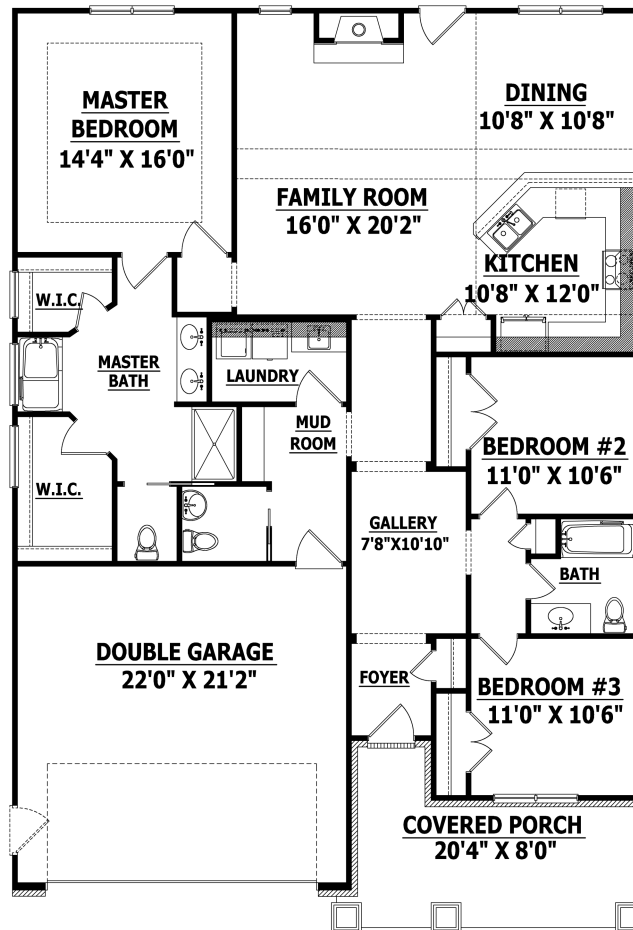 MASTER
BEDROOM
14'4" X 16'0"
DINING
10'8" X 10'8"
FAMILY ROOM
16'0" X 20'2"
KITCHEN
10'8" X 12'0"
W.I.C.
MASTER
BATH
LAUNDRY
MUD
ROOM
BEDROOM #2
11'0" X 10'6"
W.I.C.
GALLERY
7'8"X10'10"
BATH
DOUBLE GARAGE
22'0" X 21'2"
FOYER
BEDROOM #3
11'0" X 10'6"
COVERED PORCH
20'4" X 8'0"